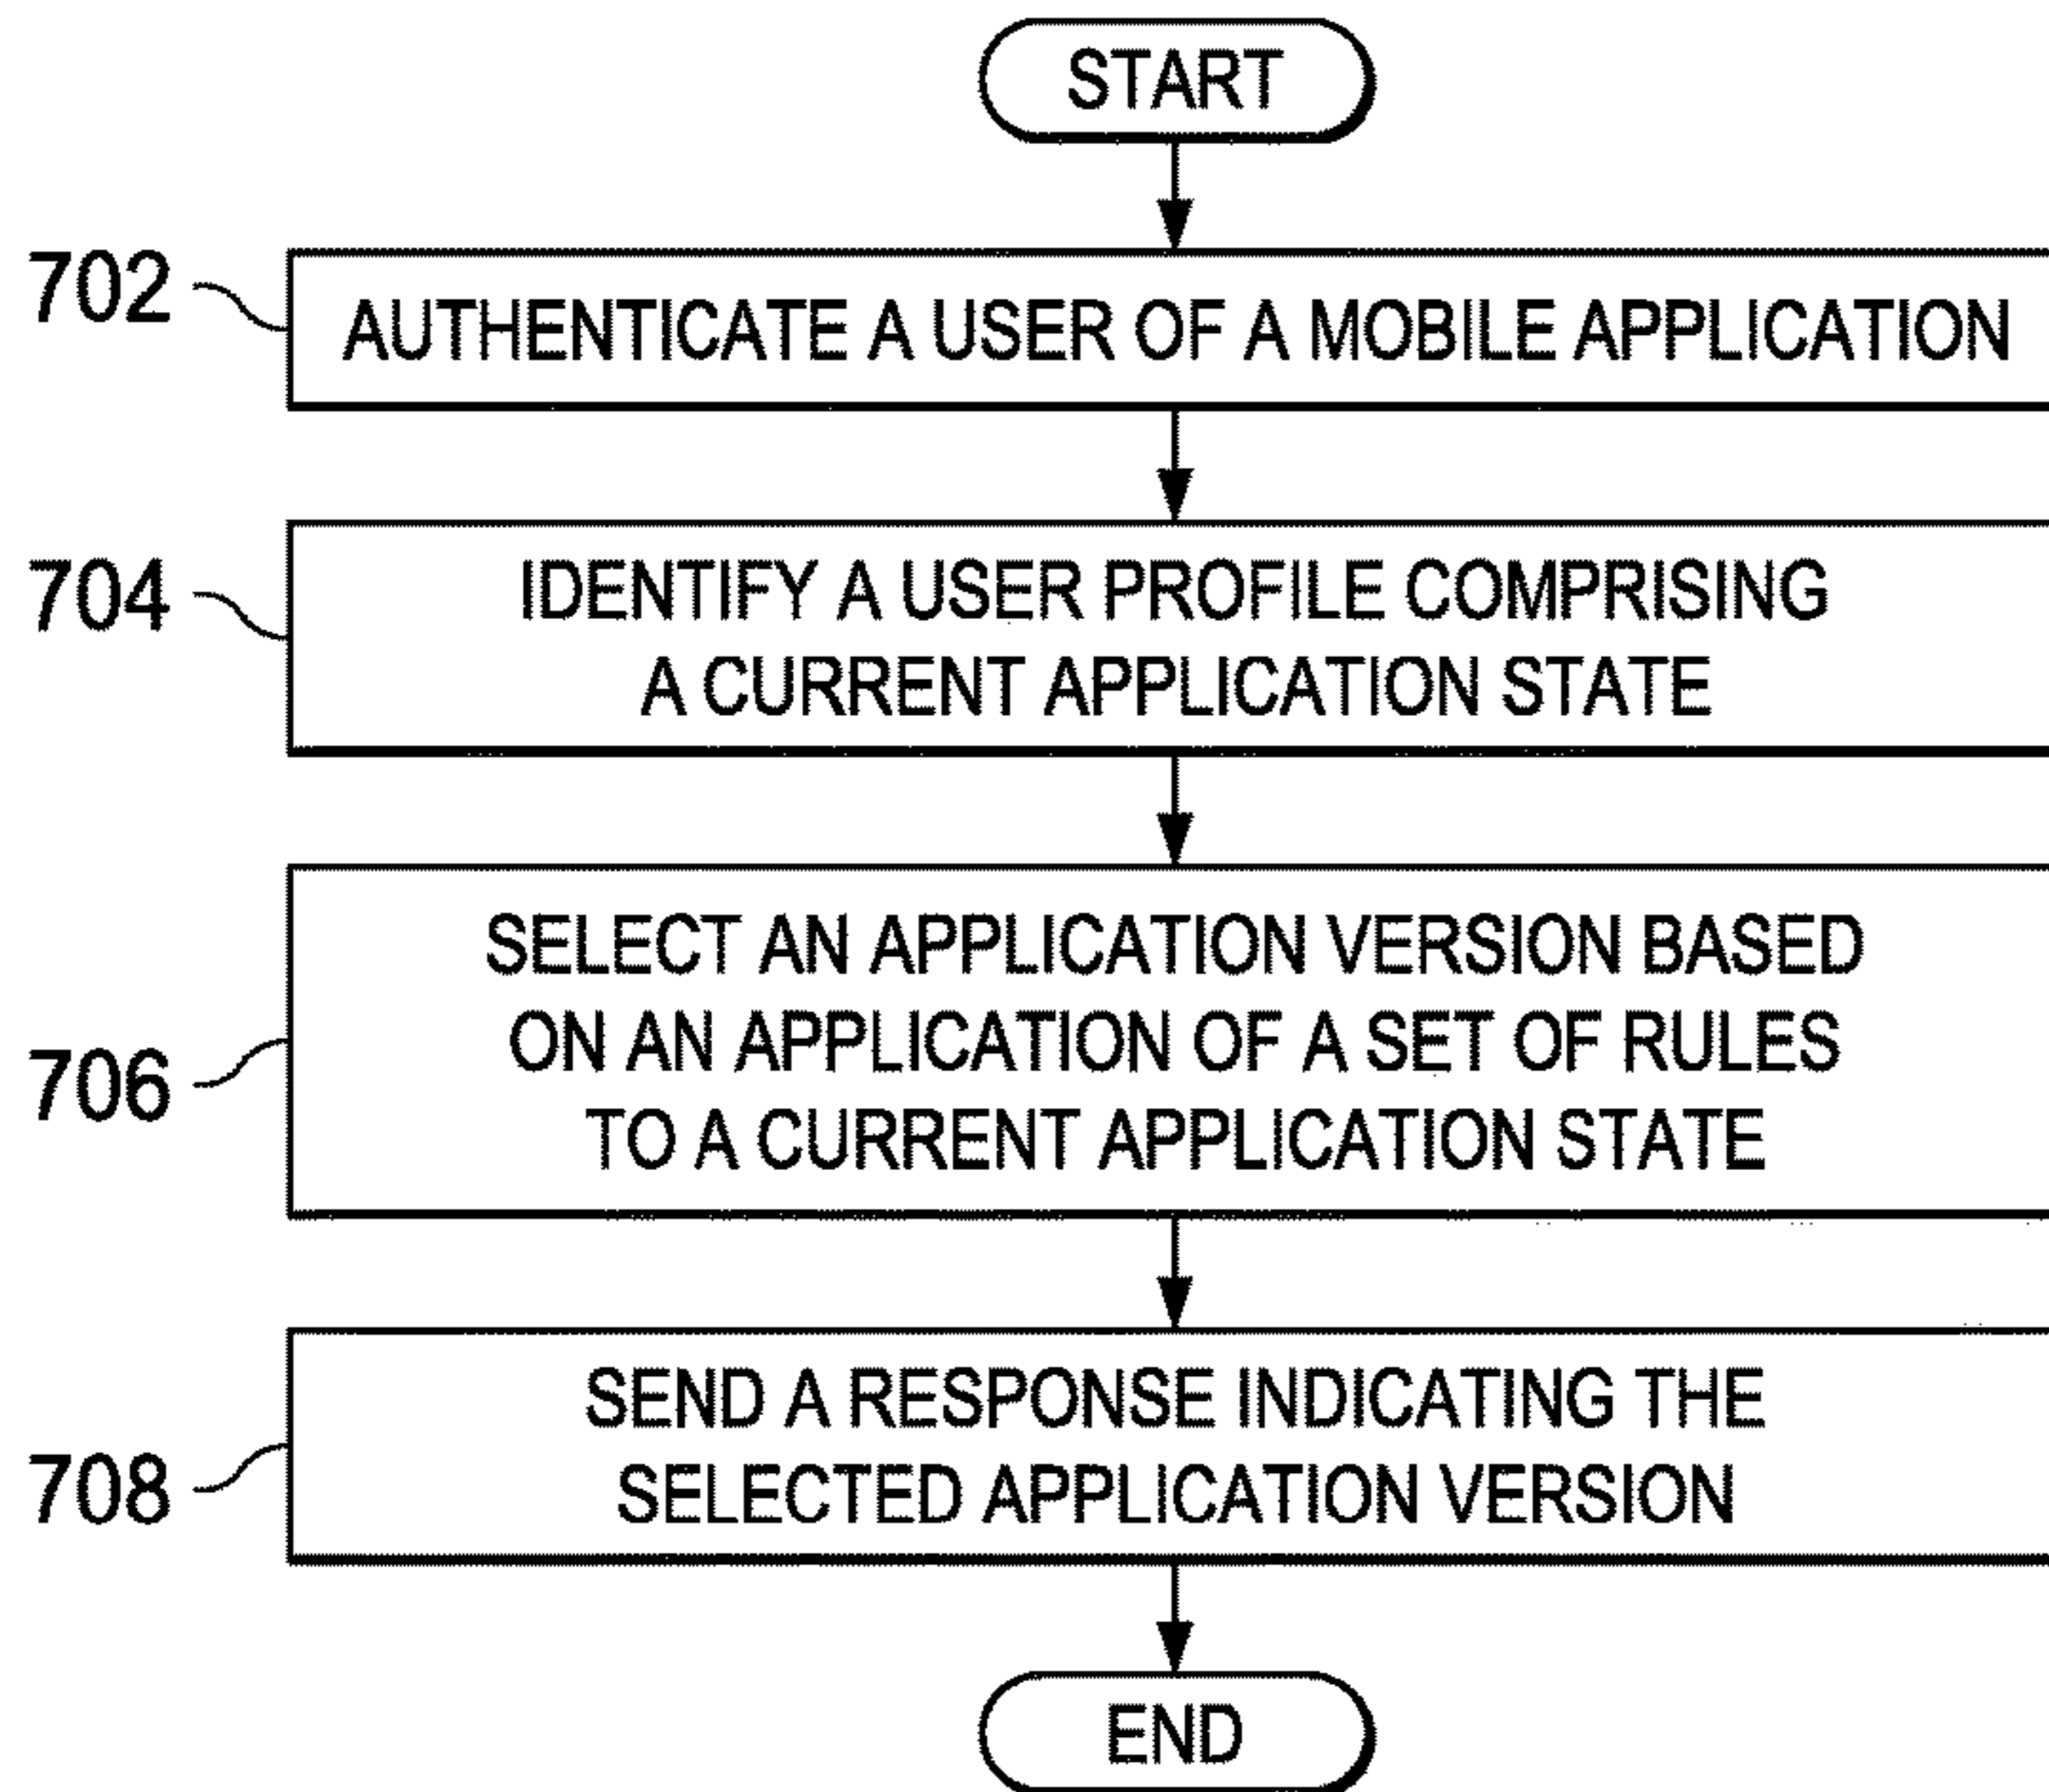 START
702
AUTHENTICATE A USER OF A MOBILE APPLICATION
704
IDENTIFY A USER PROFILE COMPRISING
A CURRENT APPLICATION STATE
706
SELECT AN APPLICATION VERSION BASED
ON AN APPLICATION OF A SET OF RULES
TO A CURRENT APPLICATION STATE
708
SEND A RESPONSE INDICATING THE
SELECTED APPLICATION VERSION
END